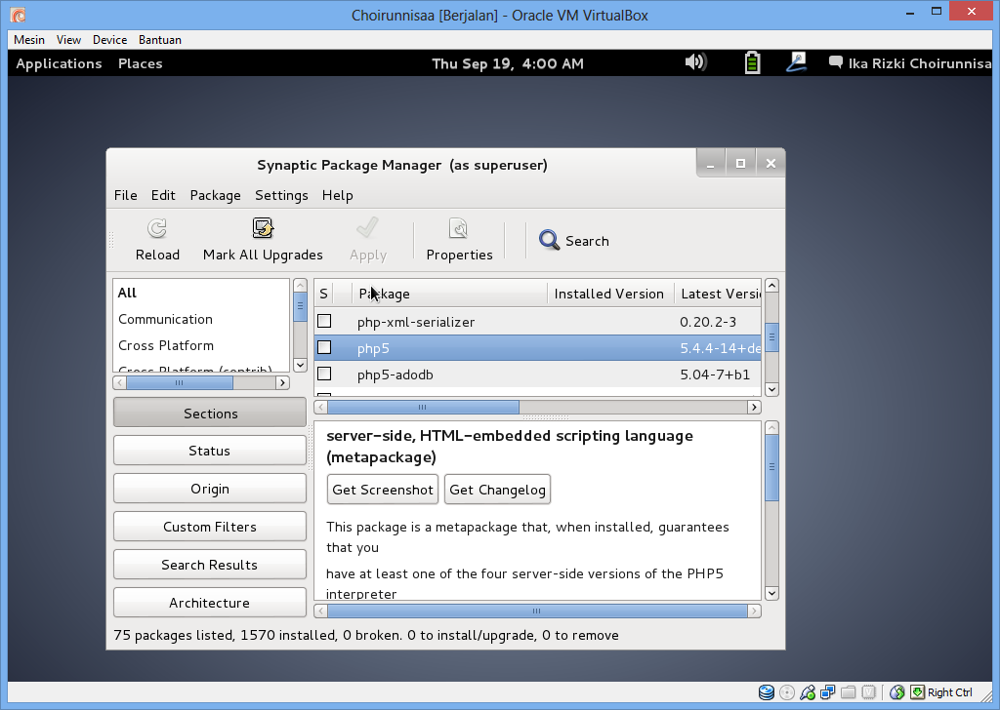 Choirunnisaa [Berjalan] - Oracle VM VirtualBox
Mesin View Device Bantuan
Applications Places Thu Sep 19, 4:00 AM Ika Rizki Choirunnisa
Synaptic Package Manager (as superuser)
File Edit Package Settings Help
Reload Mark All Upgrades Apply Properties Search
All
Communication
Cross Platform
Cross Platform (contrib)
S Package Installed Version Latest Versi
php-xml-serializer 0.20.2-3
php5 5.4.4-14+de
php5-adodb 5.04-7+b1
Sections
Status
Origin
Custom Filters
Search Results
Architecture
server-side, HTML-embedded scripting language
(metapackage)
Get Screenshot Get Changelog
This package is a metapackage that, when installed, guarantees
that you
have at least one of the four server-side versions of the PHP5
interpreter
75 packages listed, 1570 installed, 0 broken. 0 to install/upgrade, 0 to remove
Right Ctrl